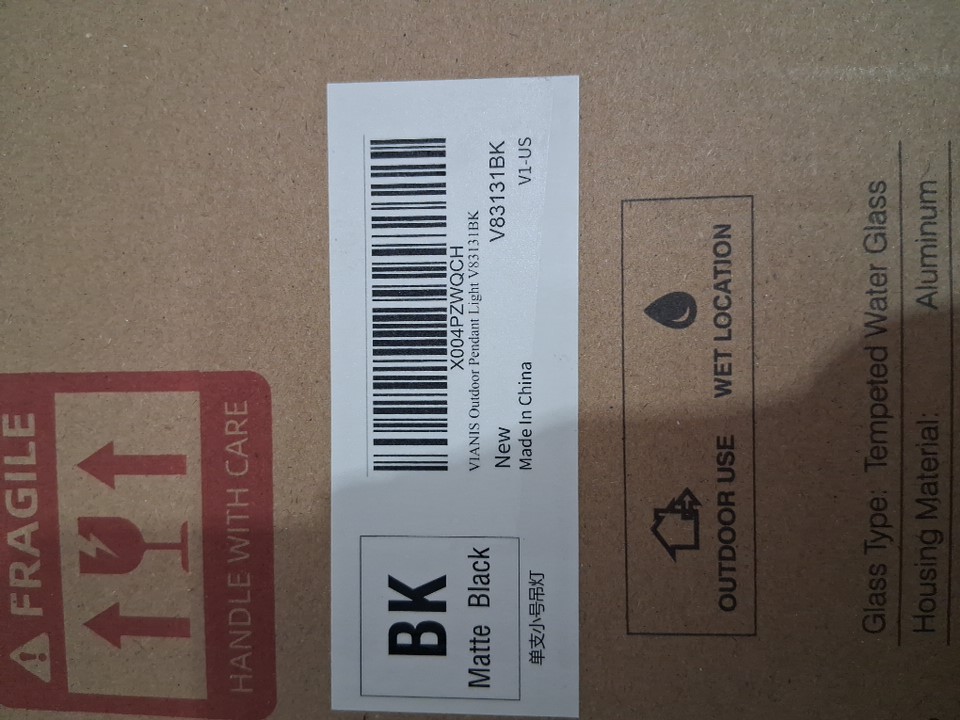 FRAGILE
HANDLE WITH CARE
BK
Matte Black
单支小号吊灯
X004PZWQCH
VIANIS Outdoor Pendant Light V83131BK
New V83131BK
Made In China V1-US
OUTDOOR USE WET LOCATION
Glass Type: Tempeted Water Glass
Housing Material: Aluminum